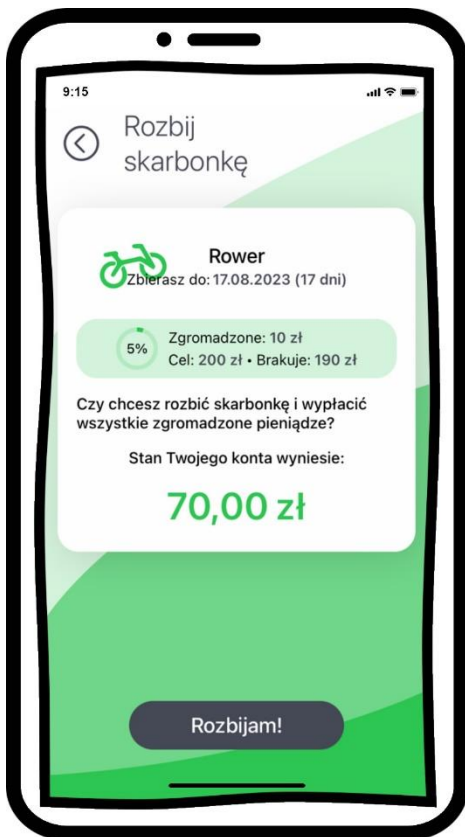 9:15
Rozbij
skarbonkę
Rower
Zbierasz do: 17.08.2023 (17 dni)
5%
Zgromadzone: 10 zł
Cel: 200 zł • Brakuje: 190 zł
Czy chcesz rozbić skarbonkę i wypłacić
wszystkie zgromadzone pieniądze?
Stan Twojego konta wyniesie:
70,00 zł
Rozbijam!